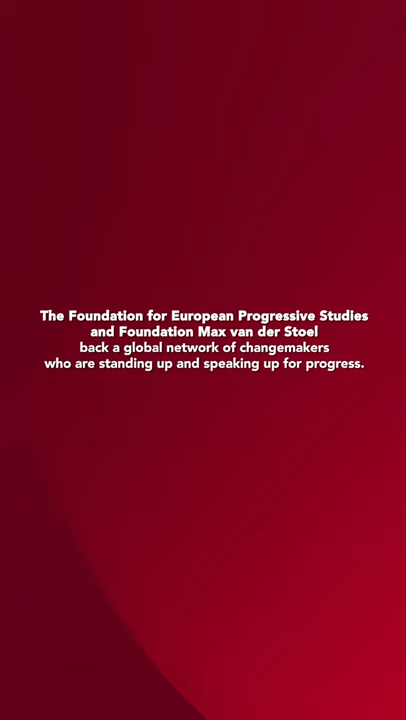 The Foundation for European Progressive Studies
and Foundation Max van der Stoel
back a global network of changemakers
who are standing up and speaking up for progress.